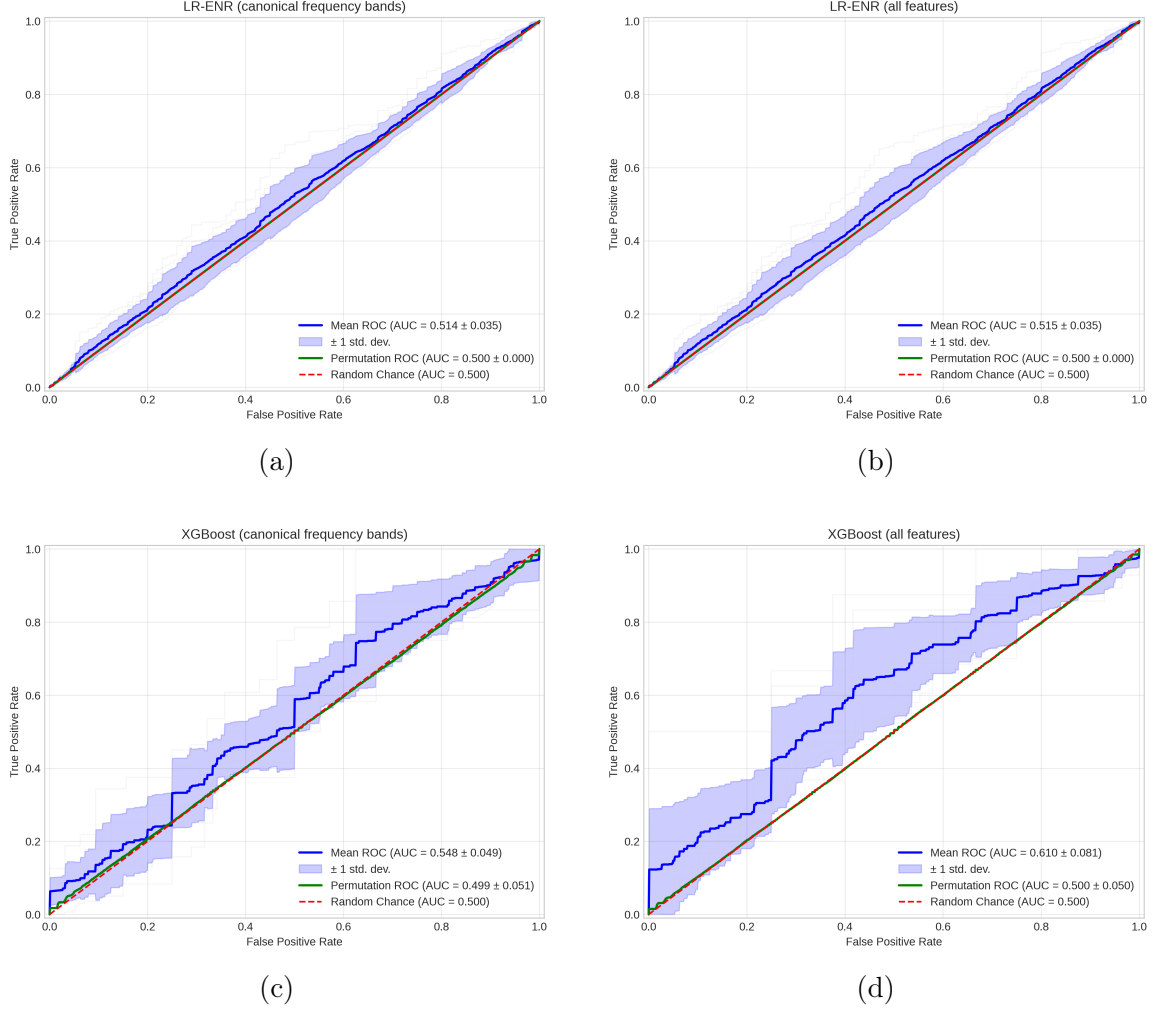 LR-ENR (canonical frequency bands)
1.0
0.8
0.6
0.4
0.2
0.0
True Positive Rate
Mean ROC (AUC = 0.514 ± 0.035)
± 1 std. dev.
Permutation ROC (AUC = 0.500 ± 0.000)
Random Chance (AUC = 0.500)
0.0 0.2 0.4 0.6 0.8 1.0
False Positive Rate
(a)
LR-ENR (all features)
1.0
0.8
0.6
0.4
0.2
0.0
True Positive Rate
Mean ROC (AUC = 0.515 ± 0.035)
± 1 std. dev.
Permutation ROC (AUC = 0.500 ± 0.000)
Random Chance (AUC = 0.500)
0.0 0.2 0.4 0.6 0.8 1.0
False Positive Rate
(b)
XGBoost (canonical frequency bands)
1.0
0.8
0.6
0.4
0.2
0.0
True Positive Rate
Mean ROC (AUC = 0.548 ± 0.049)
± 1 std. dev.
Permutation ROC (AUC = 0.499 ± 0.051)
Random Chance (AUC = 0.500)
0.0 0.2 0.4 0.6 0.8 1.0
False Positive Rate
(c)
XGBoost (all features)
1.0
0.8
0.6
0.4
0.2
0.0
True Positive Rate
Mean ROC (AUC = 0.610 ± 0.081)
± 1 std. dev.
Permutation ROC (AUC = 0.500 ± 0.050)
Random Chance (AUC = 0.500)
0.0 0.2 0.4 0.6 0.8 1.0
False Positive Rate
(d)